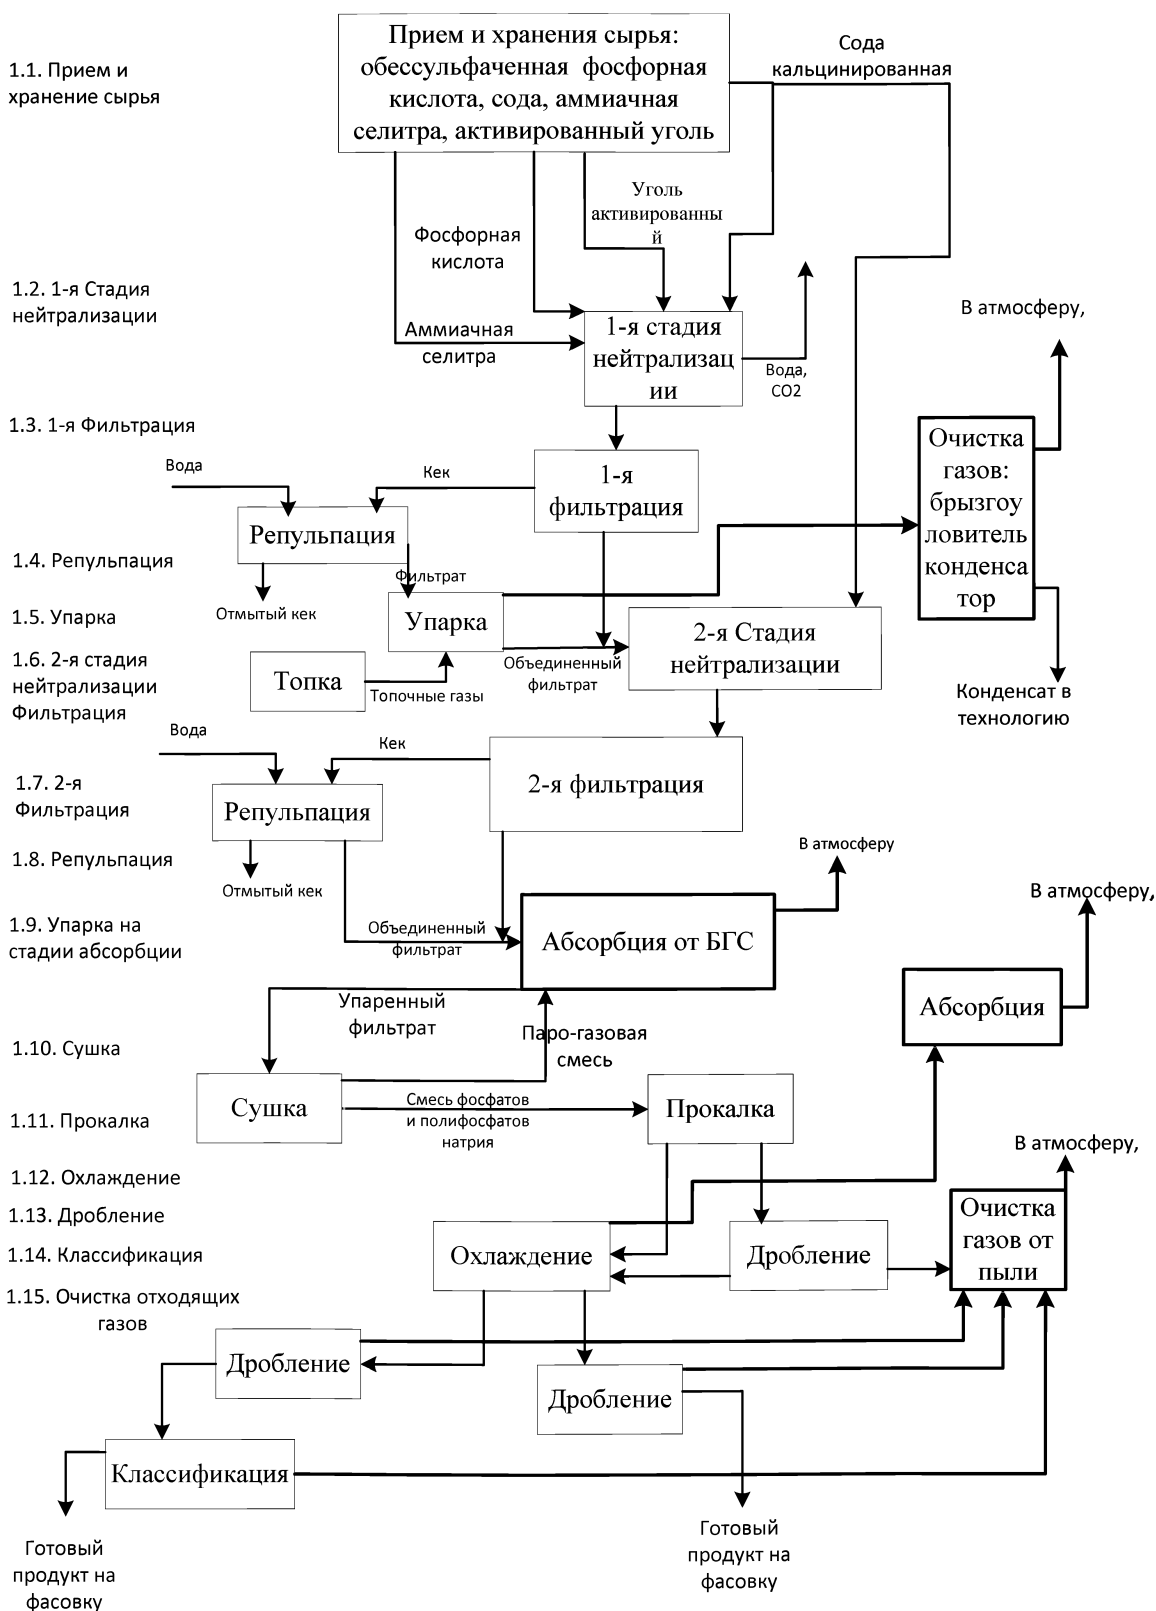 Прием и хранения сырья:
обессульфаченная фосфорная
кислота, сода, аммиачная
селитра, активированный уголь
Сода
кальцинированная
1.1. Прием и
хранение сырья
Уголь
активированны
й
Фосфорная
кислота
1.2. 1-я Стадия
нейтрализации
В атмосферу,
Аммиачная
селитра
1-я стадия
нейтрализац
ии
Вода,
СО2
1.3. 1-я Фильтрация
Очистка
газов:
брызгоу
ловитель
конденса
тор
Вода
Кек
1-я
фильтрация
Репульпация
1.4. Репульпация
Фильтрат
Отмытый кек
1.5. Упарка
Упарка
2-я Стадия
нейтрализации
1.6. 2-я стадия
нейтрализации
Фильтрация
Топка
Топочные газы
Объединенный
фильтрат
Конденсат в
технологию
Вода
Кек
1.7. 2-я
Фильтрация
2-я фильтрация
Репульпация
1.8. Репульпация
Отмытый кек
В атмосферу
В атмосферу,
1.9. Упарка на
стадии абсорбции
Объединенный
фильтрат
Абсорбция от БГС
Абсорбция
Упаренный
фильтрат
Паро-газовая
смесь
1.10. Сушка
Сушка
Смесь фосфатов
и полифосфатов
натрия
Прокалка
1.11. Прокалка
В атмосферу,
1.12. Охлаждение
1.13. Дробление
1.14. Классификация
Охлаждение
Дробление
Очистка
газов от
пыли
1.15. Очистка отходящих
газов
Дробление
Дробление
Классификация
Готовый
продукт на
фасовку
Готовый
продукт на
фасовку